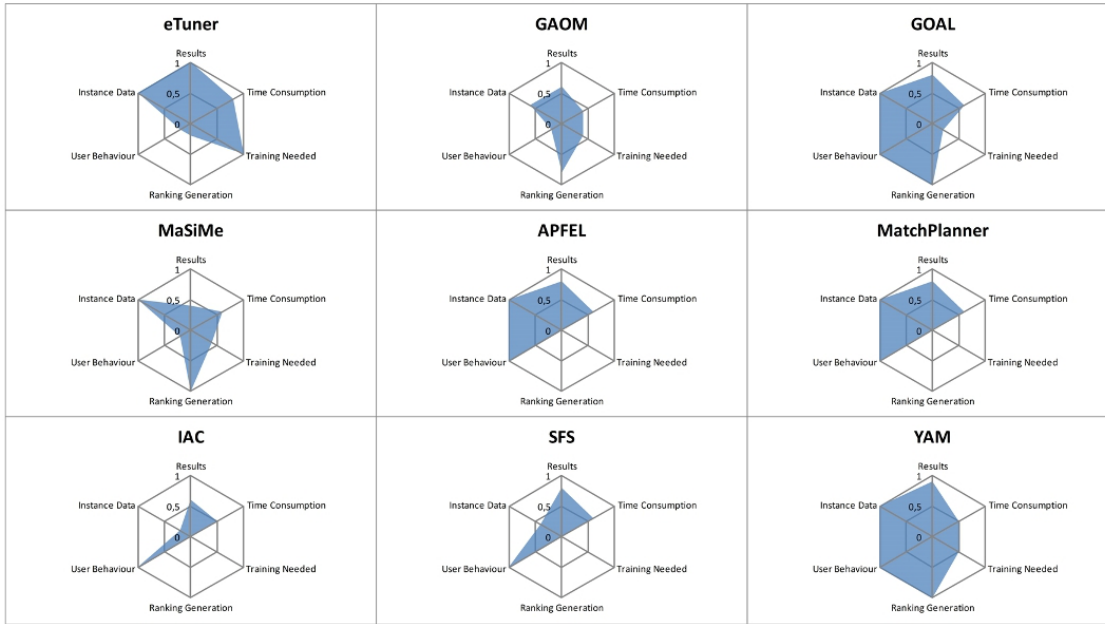 eTuner
Results
1
Instance Data
0,5
Time Consumption
0
User Behaviour
Training Needed
Ranking Generation
GAOM
Results
1
Instance Data
0,5
Time Consumption
0
User Behaviour
Training Needed
Ranking Generation
GOAL
Results
1
Instance Data
0,5
Time Consumption
0
User Behaviour
Training Needed
Ranking Generation
MaSiMe
Results
1
Instance Data
0,5
Time Consumption
0
User Behaviour
Training Needed
Ranking Generation
APFEL
Results
1
Instance Data
0,5
Time Consumption
0
User Behaviour
Training Needed
Ranking Generation
MatchPlanner
Results
1
Instance Data
0,5
Time Consumption
0
User Behaviour
Training Needed
Ranking Generation
IAC
Results
1
Instance Data
0,5
Time Consumption
0
User Behaviour
Training Needed
Ranking Generation
SFS
Results
1
Instance Data
0,5
Time Consumption
0
User Behaviour
Training Needed
Ranking Generation
YAM
Results
1
Instance Data
0,5
Time Consumption
0
User Behaviour
Training Needed
Ranking Generation